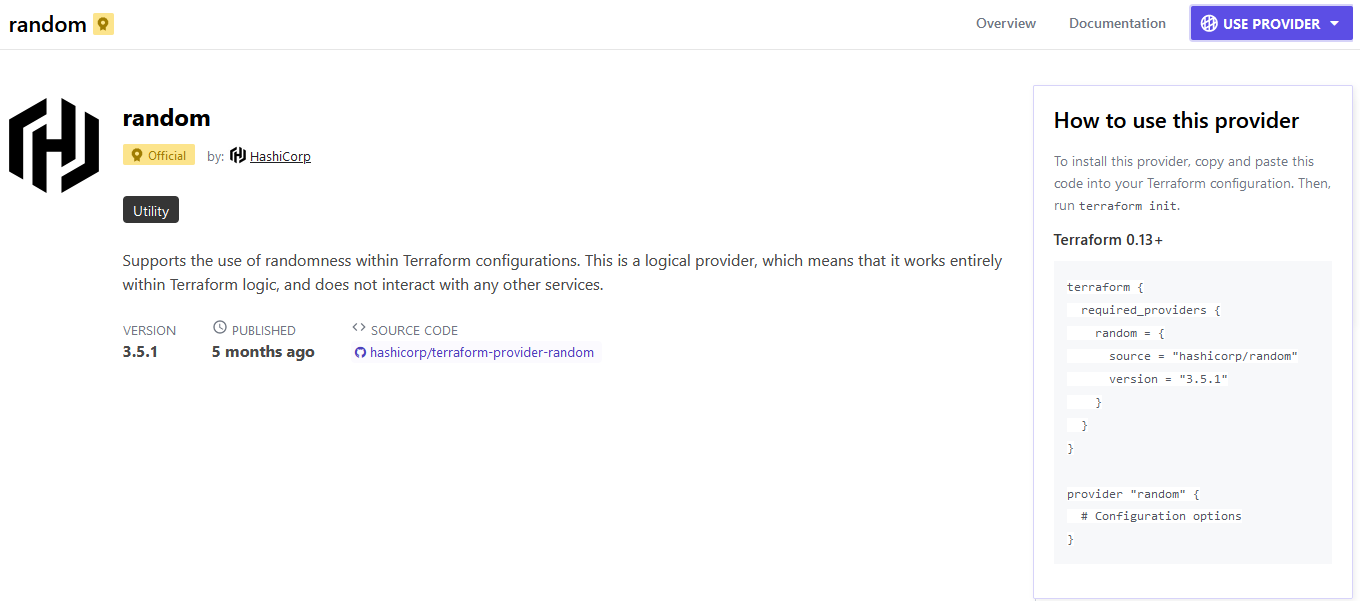 random
Overview
Documentation
USE PROVIDER
random
Official
by: HashiCorp
Utility
Supports the use of randomness within Terraform configurations. This is a logical provider, which means that it works entirely
within Terraform logic, and does not interact with any other services.
VERSION
3.5.1
PUBLISHED
5 months ago
<> SOURCE CODE
hashicorp/terraform-provider-random
How to use this provider
To install this provider, copy and paste this
code into your Terraform configuration. Then,
run terraform init.
Terraform 0.13+
terraform {
  required_providers {
    random = {
      source = "hashicorp/random"
      version = "3.5.1"
    }
  }
}

provider "random" {
  # Configuration options
}